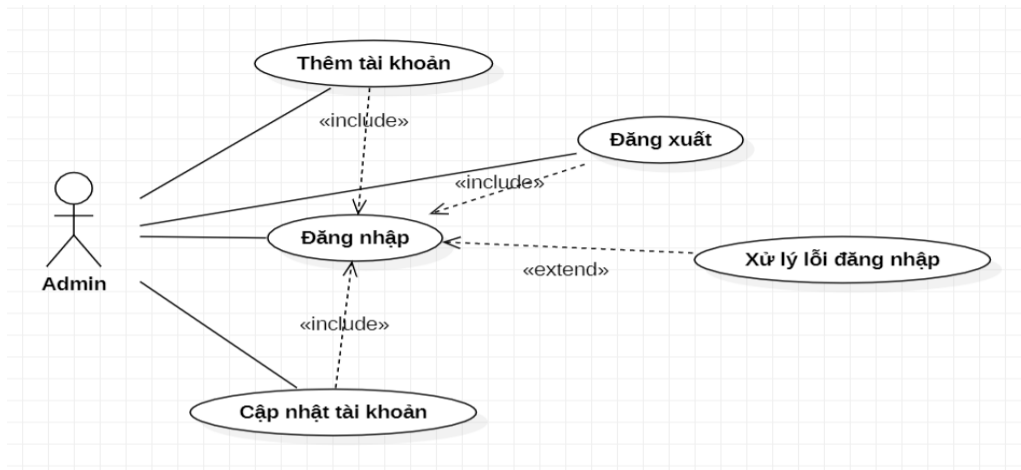 Thêm tài khoản
«include»
Đăng xuất
«include»
Đăng nhập
Xử lý lỗi đăng nhập
«extend»
Admin
«include»
Cập nhật tài khoản